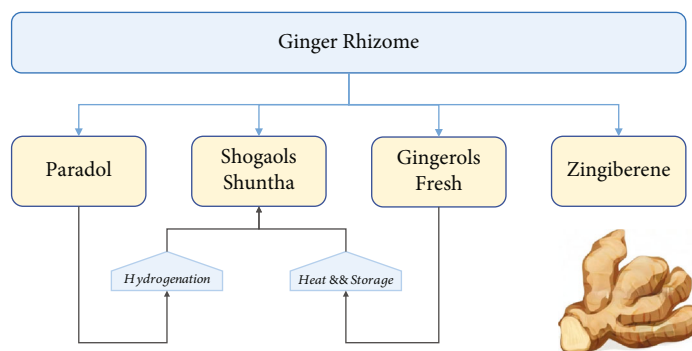 Ginger Rhizome
Paradol
Shogaols
Shuntha
Gingerols
Fresh
Zingiberene
Hydrogenation
Heat && Storage